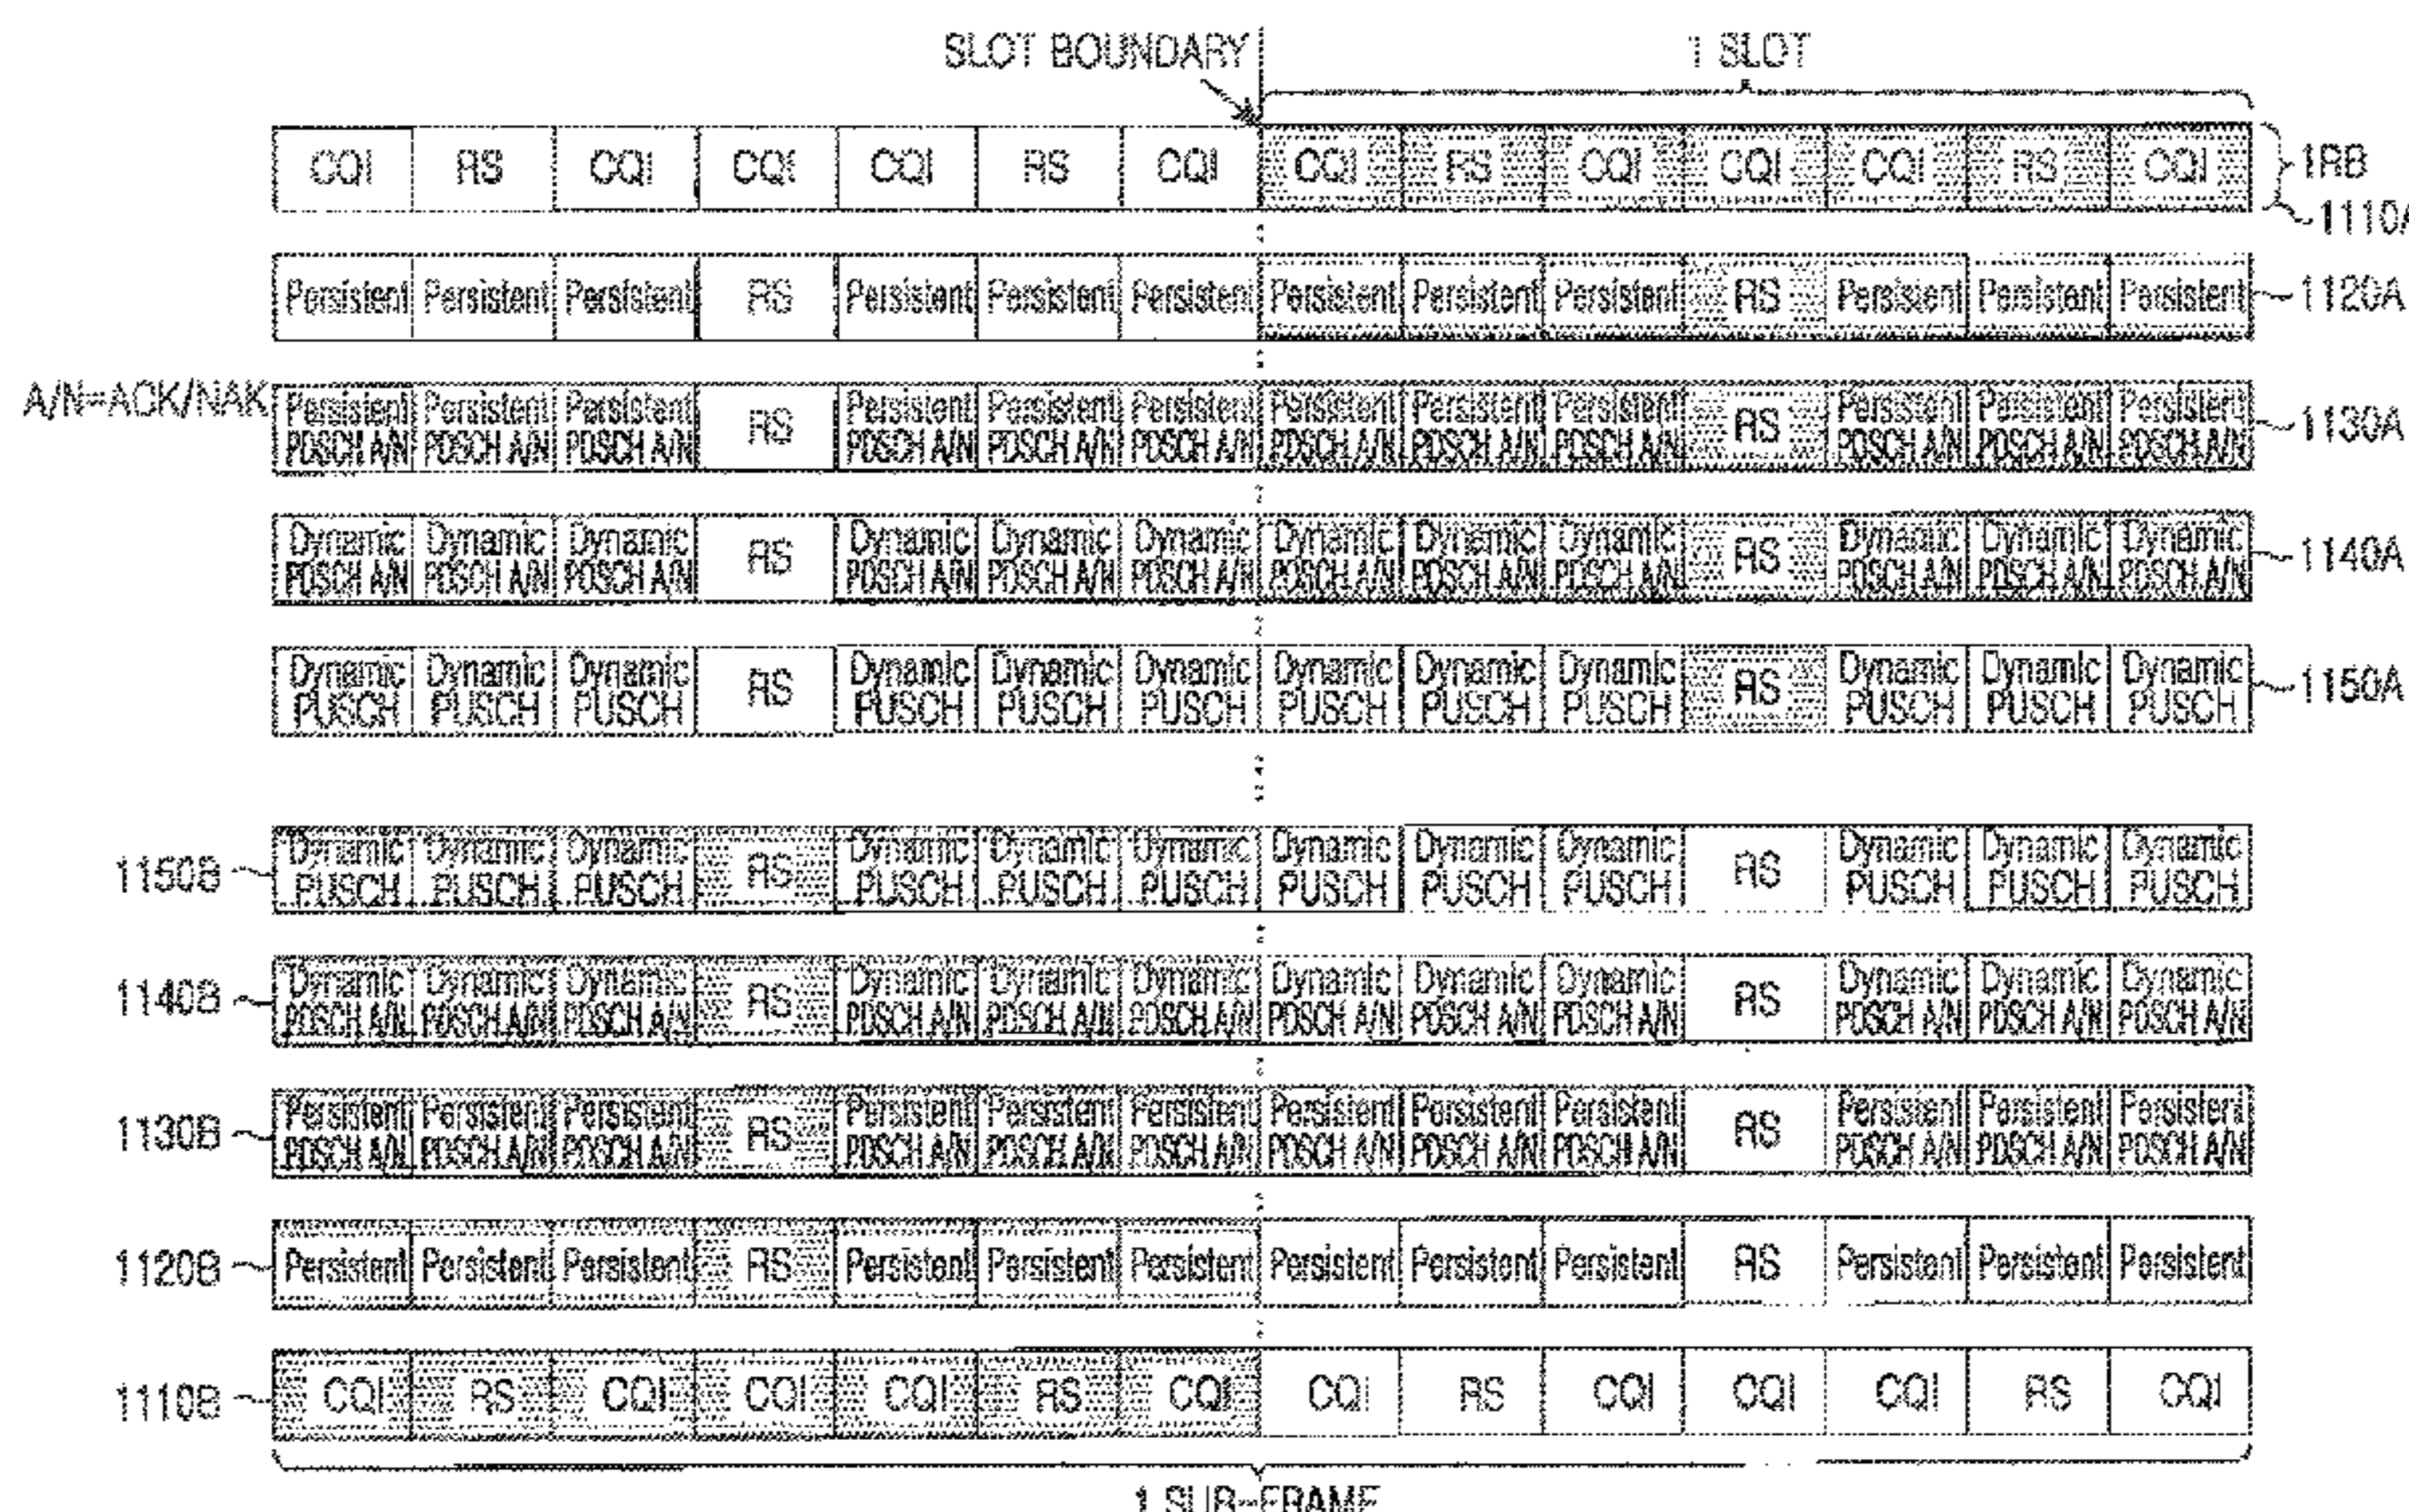 SLOT BOUNDARY 1 SLOT
CQI RS CQI CQI CQI RS CQI CQI RS CQI CQI CQI RS CQI 1RB
1110A
Persistent Persistent Persistent RS Persistent Persistent Persistent Persistent Persistent Persistent RS Persistent Persistent Persistent 1120A
A/N=ACK/NAK Persistent Persistent Persistent RS Persistent Persistent Persistent Persistent Persistent Persistent RS Persistent Persistent Persistent 1130A
PDSCH A/N PDSCH A/N PDSCH A/N PDSCH A/N PDSCH A/N PDSCH A/N PDSCH A/N PDSCH A/N PDSCH A/N PDSCH A/N PDSCH A/N PDSCH A/N
Dynamic Dynamic Dynamic RS Dynamic Dynamic Dynamic Dynamic Dynamic Dynamic RS Dynamic Dynamic Dynamic 1140A
PDSCH A/N PDSCH A/N PDSCH A/N PDSCH A/N PDSCH A/N PDSCH A/N PDSCH A/N PDSCH A/N PDSCH A/N PDSCH A/N PDSCH A/N PDSCH A/N
Dynamic Dynamic Dynamic RS Dynamic Dynamic Dynamic Dynamic Dynamic Dynamic RS Dynamic Dynamic Dynamic 1150A
PUSCH PUSCH PUSCH PUSCH PUSCH PUSCH PUSCH PUSCH PUSCH PUSCH PUSCH PUSCH
1150B Dynamic Dynamic Dynamic RS Dynamic Dynamic Dynamic Dynamic Dynamic Dynamic RS Dynamic Dynamic Dynamic
PUSCH PUSCH PUSCH PUSCH PUSCH PUSCH PUSCH PUSCH PUSCH PUSCH PUSCH PUSCH
1140B Dynamic Dynamic Dynamic RS Dynamic Dynamic Dynamic Dynamic Dynamic Dynamic RS Dynamic Dynamic Dynamic
PDSCH A/N PDSCH A/N PDSCH A/N PDSCH A/N PDSCH A/N PDSCH A/N PDSCH A/N PDSCH A/N PDSCH A/N PDSCH A/N PDSCH A/N PDSCH A/N
1130B Persistent Persistent Persistent RS Persistent Persistent Persistent Persistent Persistent Persistent RS Persistent Persistent Persistent
PDSCH A/N PDSCH A/N PDSCH A/N PDSCH A/N PDSCH A/N PDSCH A/N PDSCH A/N PDSCH A/N PDSCH A/N PDSCH A/N PDSCH A/N PDSCH A/N
1120B Persistent Persistent Persistent RS Persistent Persistent Persistent Persistent Persistent Persistent RS Persistent Persistent Persistent
1110B CQI RS CQI CQI CQI RS CQI CQI RS CQI CQI CQI RS CQI
1 SUB-FRAME